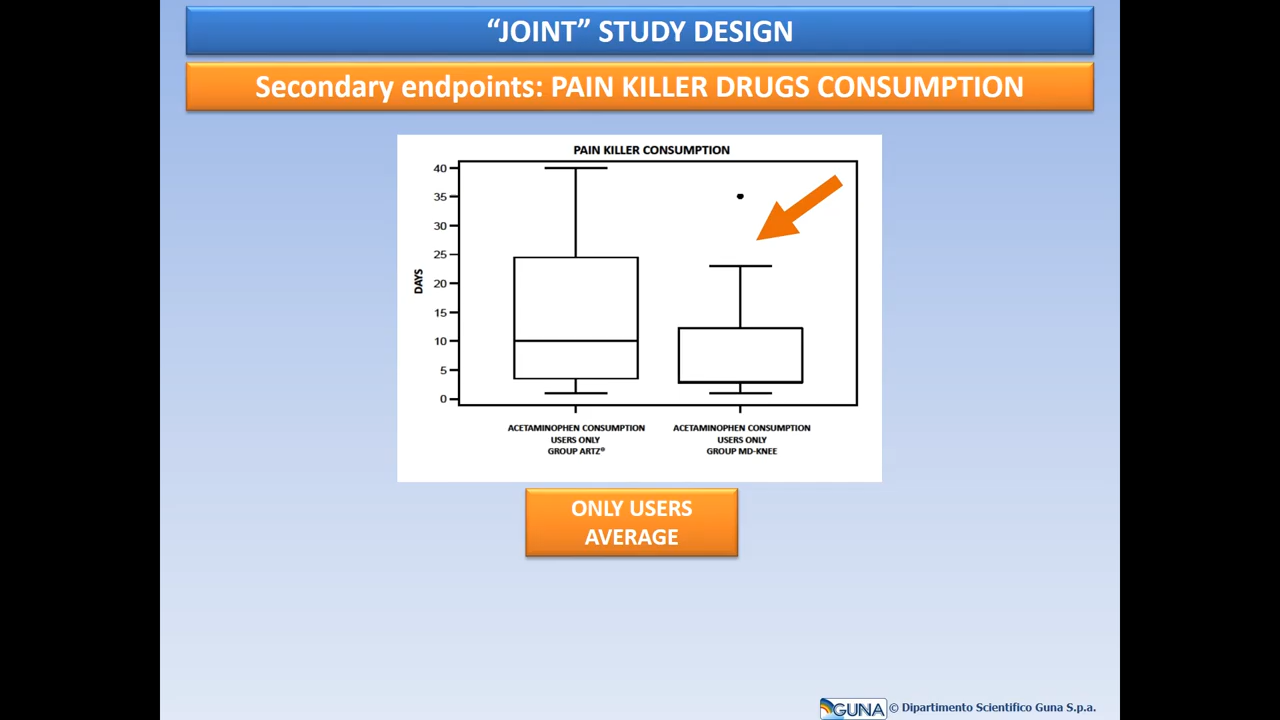 “JOINT” STUDY DESIGN
Secondary endpoints: PAIN KILLER DRUGS CONSUMPTION
PAIN KILLER CONSUMPTION
40
35
30
25
20
15
10
5
0
DAYS
ACETAMINOPHEN CONSUMPTION
USERS ONLY
GROUP ARTZ®
ACETAMINOPHEN CONSUMPTION
USERS ONLY
GROUP MD-KNEE
ONLY USERS
AVERAGE
GUNA © Dipartimento Scientifico Guna S.p.a.